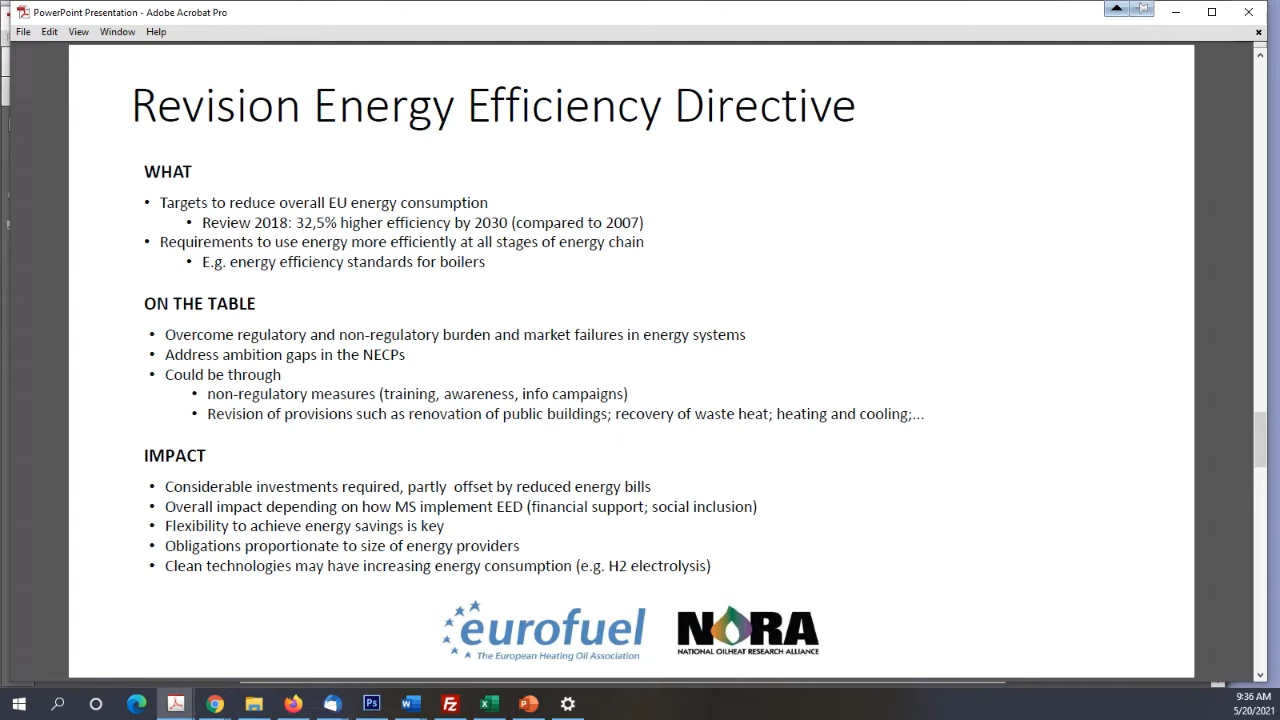 PowerPoint Presentation - Adobe Acrobat Pro
File Edit View Window Help
Revision Energy Efficiency Directive
WHAT
• Targets to reduce overall EU energy consumption
• Review 2018: 32,5% higher efficiency by 2030 (compared to 2007)
• Requirements to use energy more efficiently at all stages of energy chain
• E.g. energy efficiency standards for boilers
ON THE TABLE
• Overcome regulatory and non-regulatory burden and market failures in energy systems
• Address ambition gaps in the NECPs
• Could be through
• non-regulatory measures (training, awareness, info campaigns)
• Revision of provisions such as renovation of public buildings; recovery of waste heat; heating and cooling;...
IMPACT
• Considerable investments required, partly  offset by reduced energy bills
• Overall impact depending on how MS implement EED (financial support; social inclusion)
• Flexibility to achieve energy savings is key
• Obligations proportionate to size of energy providers
• Clean technologies may have increasing energy consumption (e.g. H2 electrolysis)
eurofuel
The European Heating Oil Association
NORA
NATIONAL OILHEAT RESEARCH ALLIANCE
Ps
9:36 AM
5/20/2021